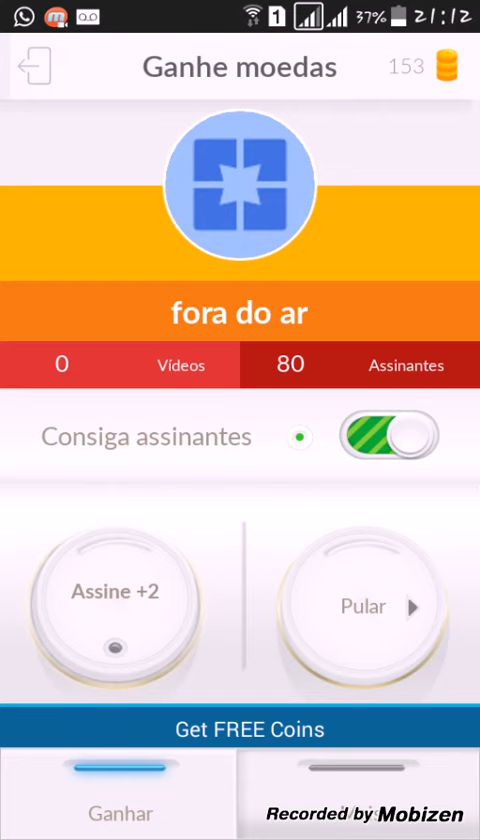 1 37% 21:12
Ganhe moedas 153
fora do ar
0 Vídeos 80 Assinantes
Consiga assinantes
Assine +2
Pular
Get FREE Coins
Ganhar
Recorded by Mobizen